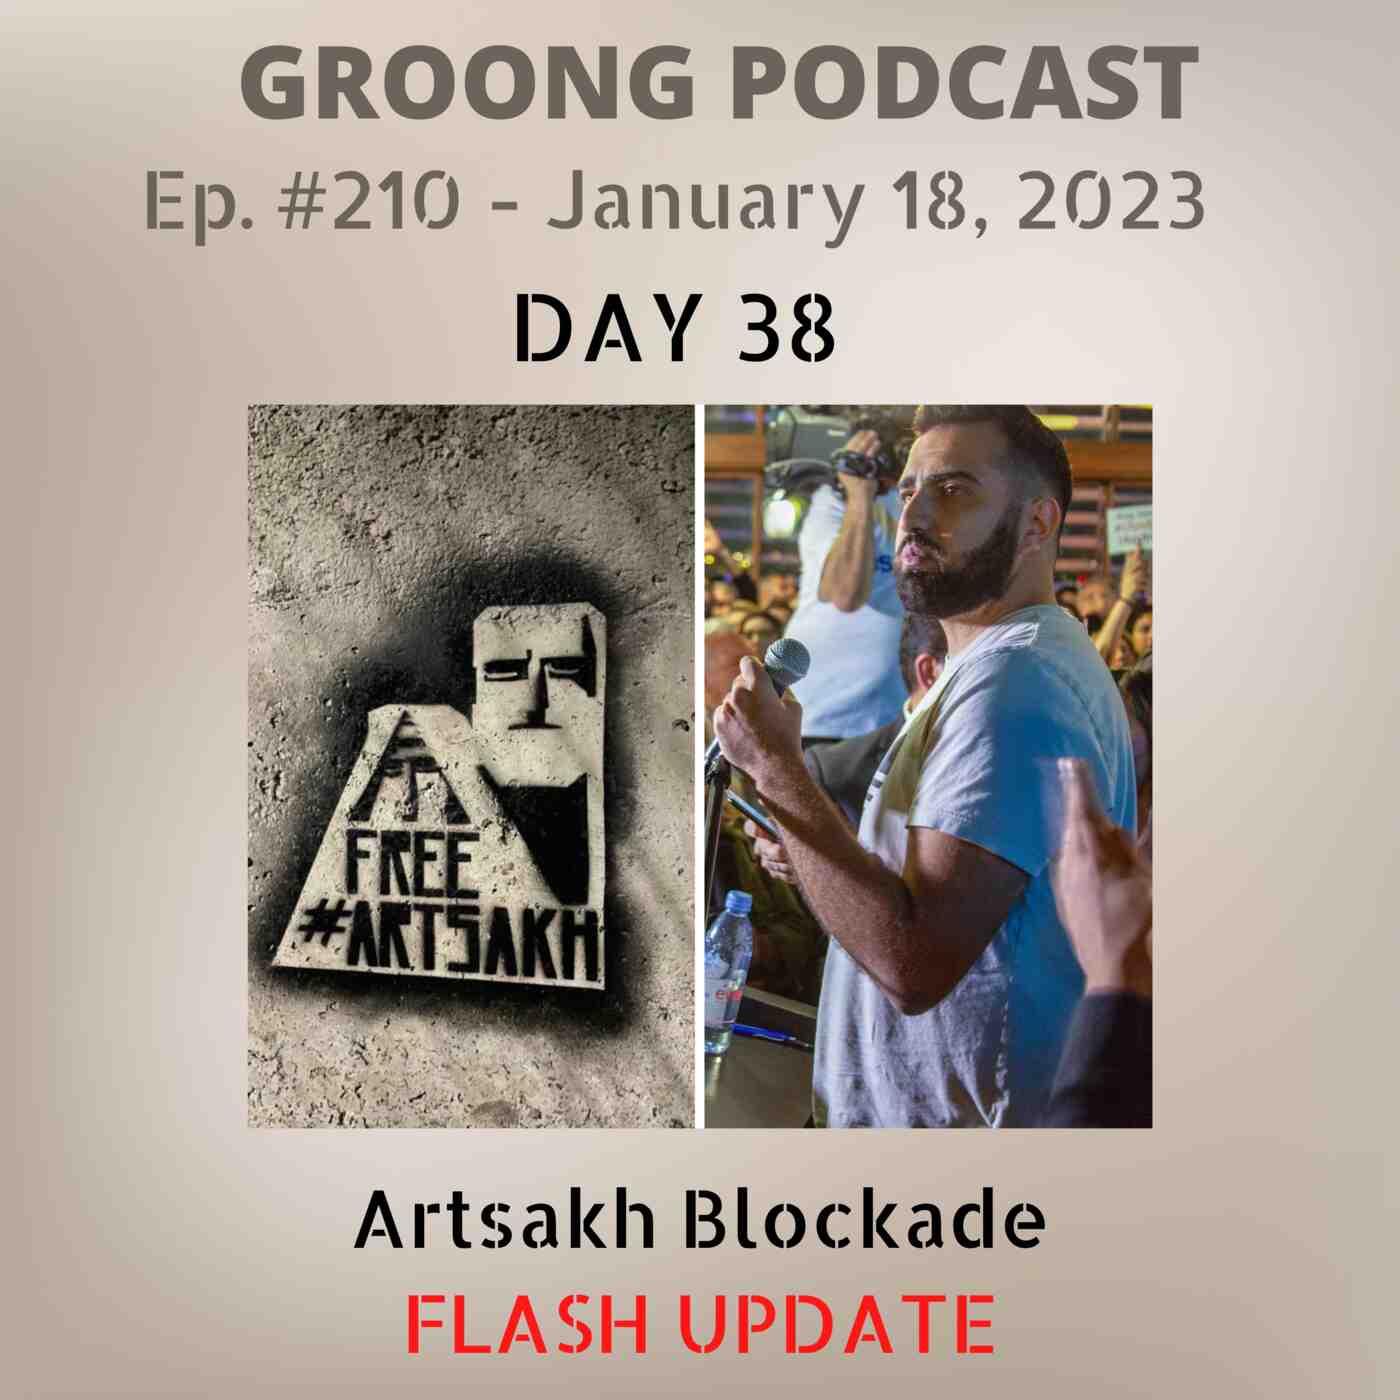 GROONG PODCAST
Ep. #210 - January 18, 2023
DAY 38
FREE
#ARTSAKH
Artsakh Blockade
FLASH UPDATE